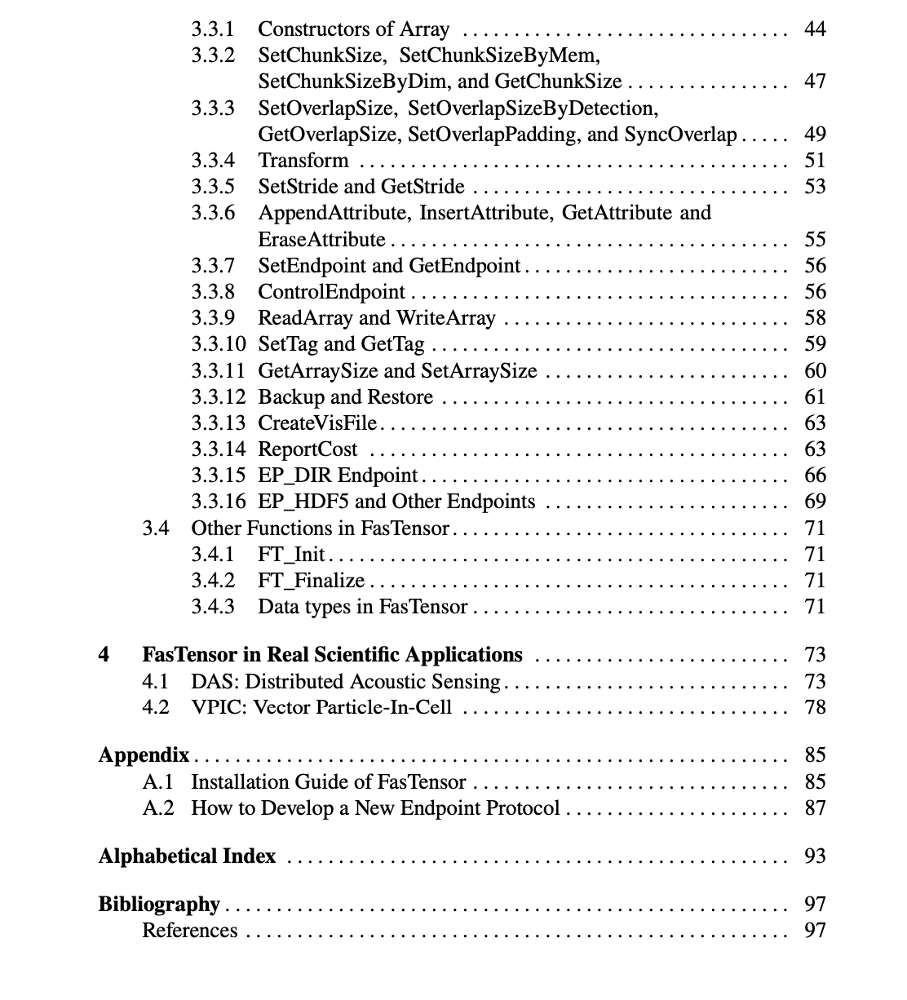 3.3.1 Constructors of Array ................................ 44
3.3.2 SetChunkSize, SetChunkSizeByMem,
SetChunkSizeByDim, and GetChunkSize ................ 47
3.3.3 SetOverlapSize, SetOverlapSizeByDetection,
GetOverlapSize, SetOverlapPadding, and SyncOverlap ..... 49
3.3.4 Transform .......................................... 51
3.3.5 SetStride and GetStride ............................... 53
3.3.6 AppendAttribute, InsertAttribute, GetAttribute and
EraseAttribute ....................................... 55
3.3.7 SetEndpoint and GetEndpoint .......................... 56
3.3.8 ControlEndpoint ..................................... 56
3.3.9 ReadArray and WriteArray ............................ 58
3.3.10 SetTag and GetTag ................................... 59
3.3.11 GetArraySize and SetArraySize ........................ 60
3.3.12 Backup and Restore .................................. 61
3.3.13 CreateVisFile ........................................ 63
3.3.14 ReportCost ......................................... 63
3.3.15 EP_DIR Endpoint .................................... 66
3.3.16 EP_HDF5 and Other Endpoints ......................... 69
3.4 Other Functions in FasTensor ................................. 71
3.4.1 FT_Init ............................................. 71
3.4.2 FT_Finalize ......................................... 71
3.4.3 Data types in FasTensor ............................... 71
4 FasTensor in Real Scientific Applications ......................... 73
4.1 DAS: Distributed Acoustic Sensing ............................ 73
4.2 VPIC: Vector Particle-In-Cell ................................ 78
Appendix .......................................................... 85
A.1 Installation Guide of FasTensor ............................... 85
A.2 How to Develop a New Endpoint Protocol ...................... 87
Alphabetical Index ................................................. 93
Bibliography ....................................................... 97
References ..................................................... 97